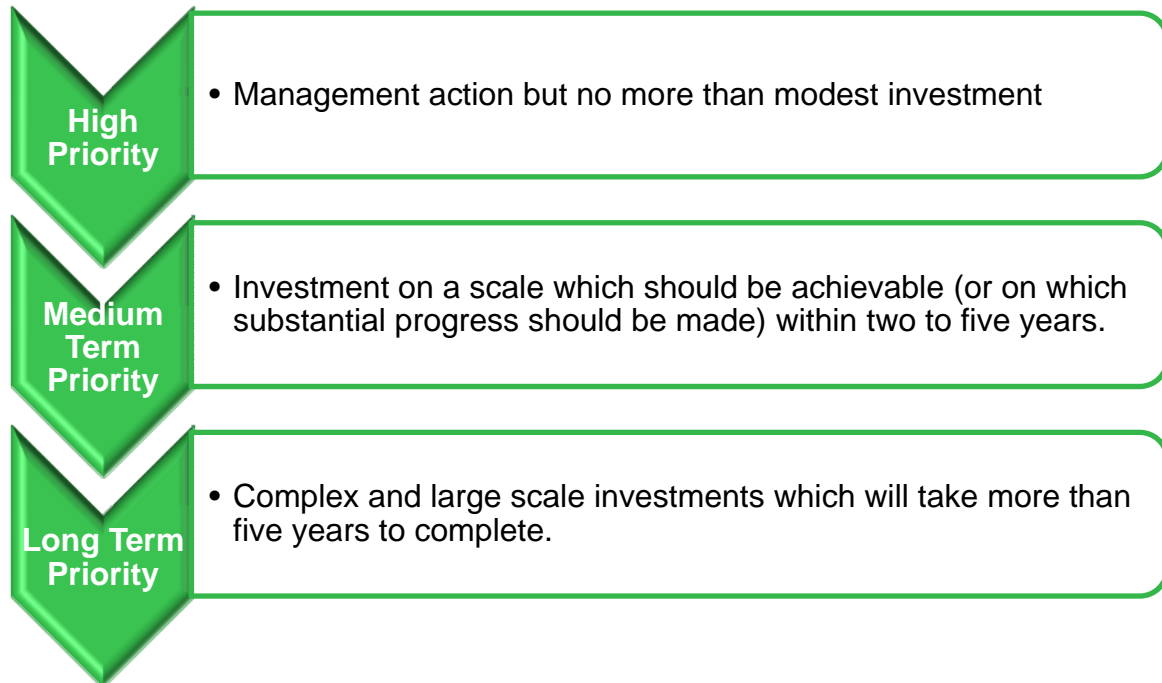 High
Priority
• Management action but no more than modest investment
Medium
Term
Priority
• Investment on a scale which should be achievable (or on which
substantial progress should be made) within two to five years.
Long Term
Priority
• Complex and large scale investments which will take more than
five years to complete.